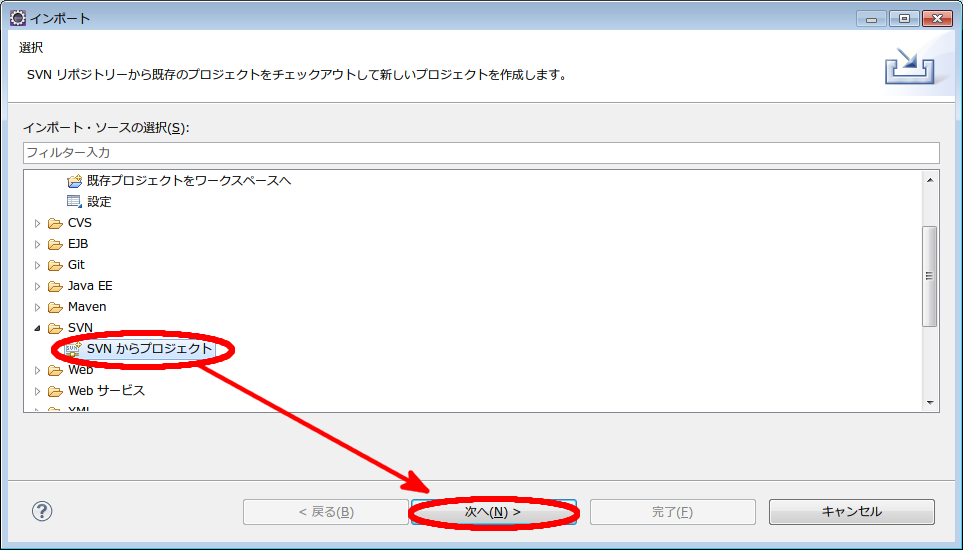 インポート
選択
SVN リポジトリーから既存のプロジェクトをチェックアウトして新しいプロジェクトを作成します。
インポート・ソースの選択(S):
フィルター入力
既存プロジェクトをワークスペースへ
設定
CVS
EJB
Git
Java EE
Maven
SVN
SVN からプロジェクト
Web
Web サービス
XML
< 戻る(B) 次へ(N) > 完了(F) キャンセル